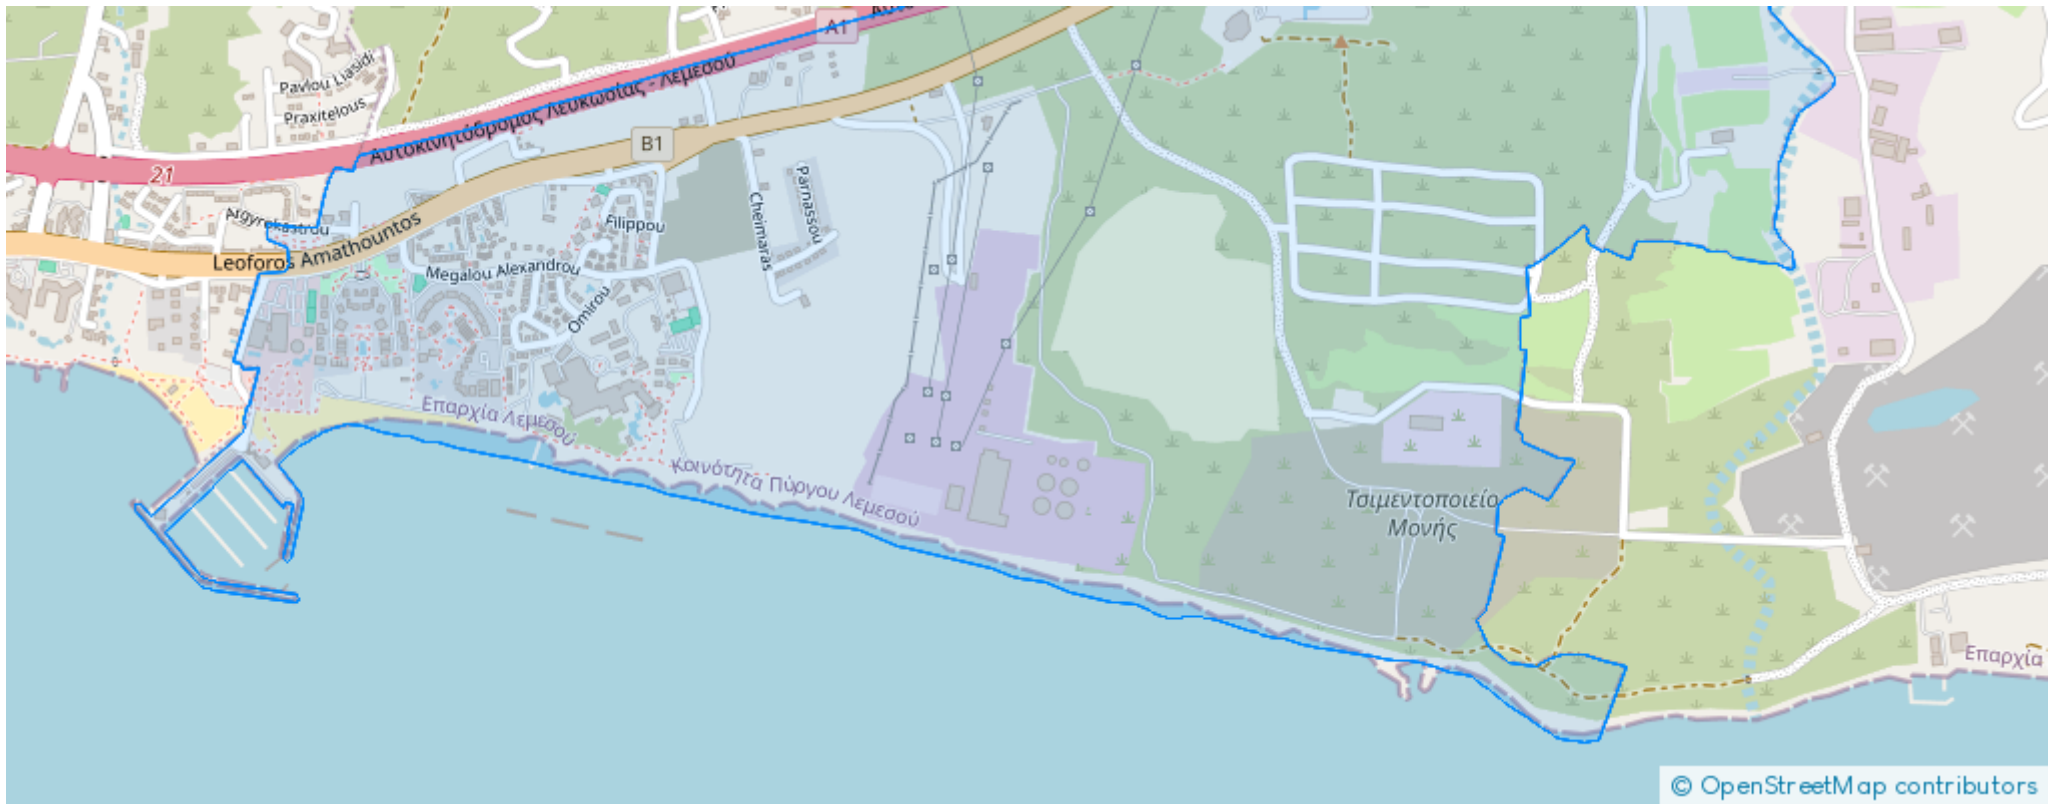 A1
Αυτο
Pavlou Liasidi
Praxitelous
Αυτοκινητόδρομος Λευκωσίας - Λεμεσού
B1
21
Argyrokastrou
Parnassou
Cheimaras
Filippou
Leoforos Amathountos
Megalou Alexandrou
Omirou
Επαρχία Λεμεσού
Κοινότητα Πύργου Λεμεσού
Τσιμεντοποιείο
Μονής
Επαρχία
© OpenStreetMap contributors